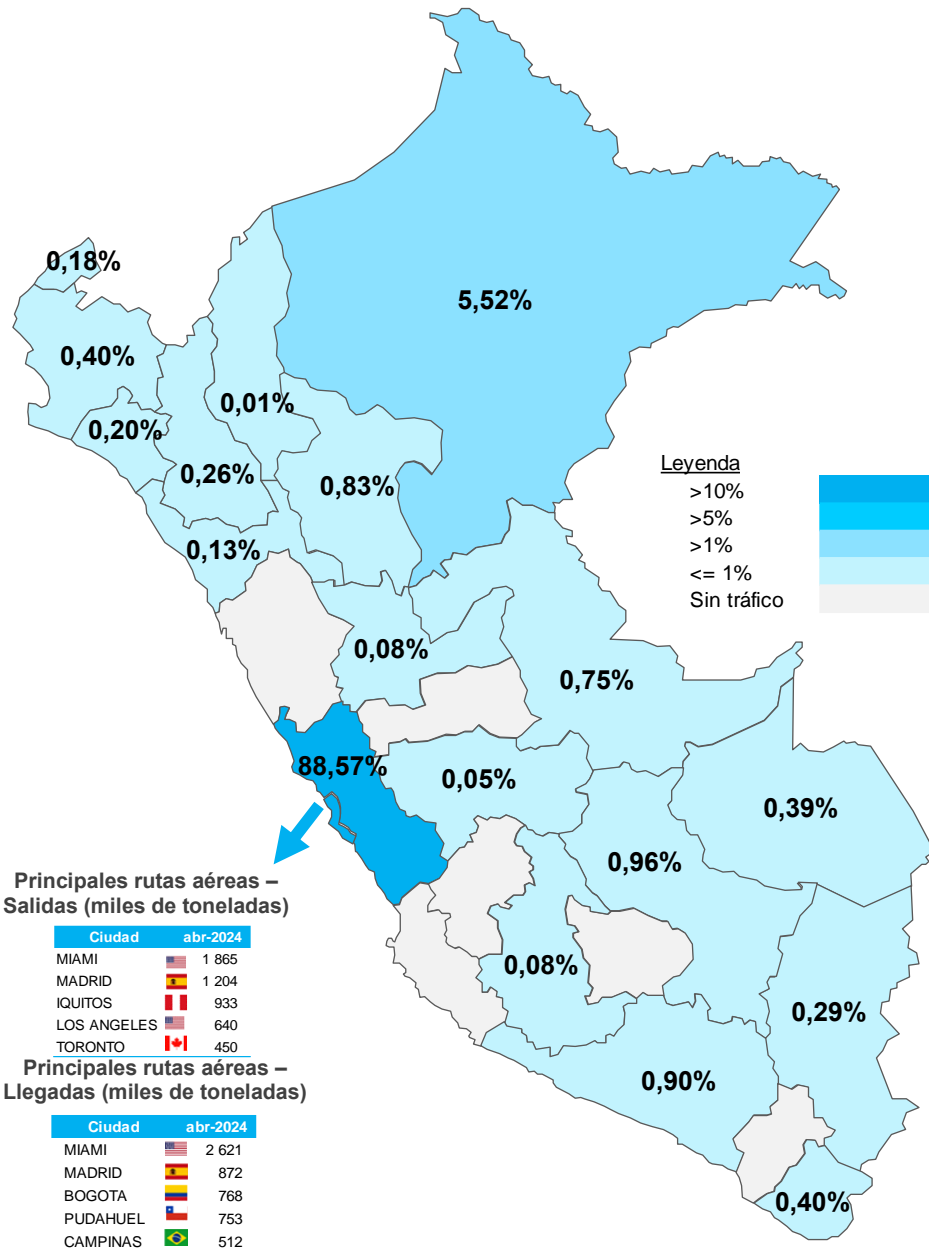 0,18%
5,52%
0,40%
0,01%
0,20%
0,26%
0,83%
0,13%
Leyenda
>10%
>5%
>1%
<= 1%
Sin tráfico
0,08%
0,75%
88,57%
0,05%
0,39%
0,96%
0,08%
0,29%
0,90%
0,40%
Principales rutas aéreas –
Salidas (miles de toneladas)
Ciudad abr-2024
MIAMI 1 865
MADRID 1 204
IQUITOS 933
LOS ANGELES 640
TORONTO 450
Principales rutas aéreas –
Llegadas (miles de toneladas)
Ciudad abr-2024
MIAMI 2 621
MADRID 872
BOGOTA 768
PUDAHUEL 753
CAMPINAS 512